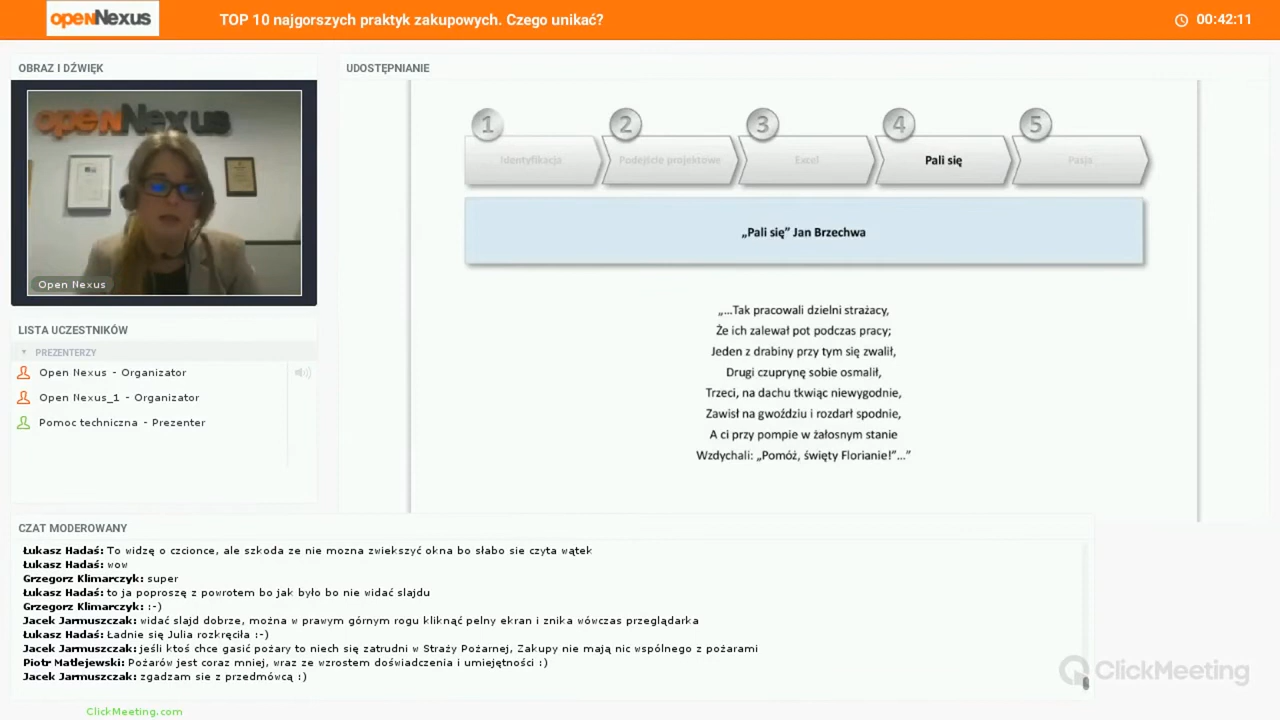 openNexus
TOP 10 najgorszych praktyk zakupowych. Czego unikać?
00:42:11
OBRAZ I DŹWIĘK
openNexus
Open Nexus
LISTA UCZESTNIKÓW
PREZENTERZY
Open Nexus - Organizator
Open Nexus_1 - Organizator
Pomoc techniczna - Prezenter
UDOSTĘPNIANIE
1
2
3
4
5
Identyfikacja
Podejście projektowe
Excel
Pali się
Pasja
„Pali się” Jan Brzechwa
„…Tak pracowali dzielni strażacy,
Że ich zalewał pot podczas pracy;
Jeden z drabiny przy tym się zwalił,
Drugi czuprynę sobie osmalił,
Trzeci, na dachu tkwiąc niewygodnie,
Zawisł na gwoździu i rozdarł spodnie,
A ci przy pompie w żałosnym stanie
Wzdychali: „Pomóż, święty Florianie!”…”
CZAT MODEROWANY
Łukasz Hadaś: To widzę o czcionce, ale szkoda ze nie mozna zwiekszyć okna bo słabo sie czyta wątek
Łukasz Hadaś: wow
Grzegorz Klimarczyk: super
Łukasz Hadaś: to ja poproszę z powrotem bo jak było bo nie widać slajdu
Grzegorz Klimarczyk: :-)
Jacek Jarmuszczak: widać slajd dobrze, można w prawym górnym rogu kliknąć pelny ekran i znika wówczas przeglądarka
Łukasz Hadaś: Ładnie się Julia rozkręciła :-)
Jacek Jarmuszczak: jeśli ktoś chce gasić pożary to niech się zatrudni w Straży Pożarnej, Zakupy nie mają nic wspólnego z pożarami
Piotr Matlejewski: Pożarów jest coraz mniej, wraz ze wzrostem doświadczenia i umiejętności :)
Jacek Jarmuszczak: zgadzam sie z przedmówcą :)
ClickMeeting
ClickMeeting.com